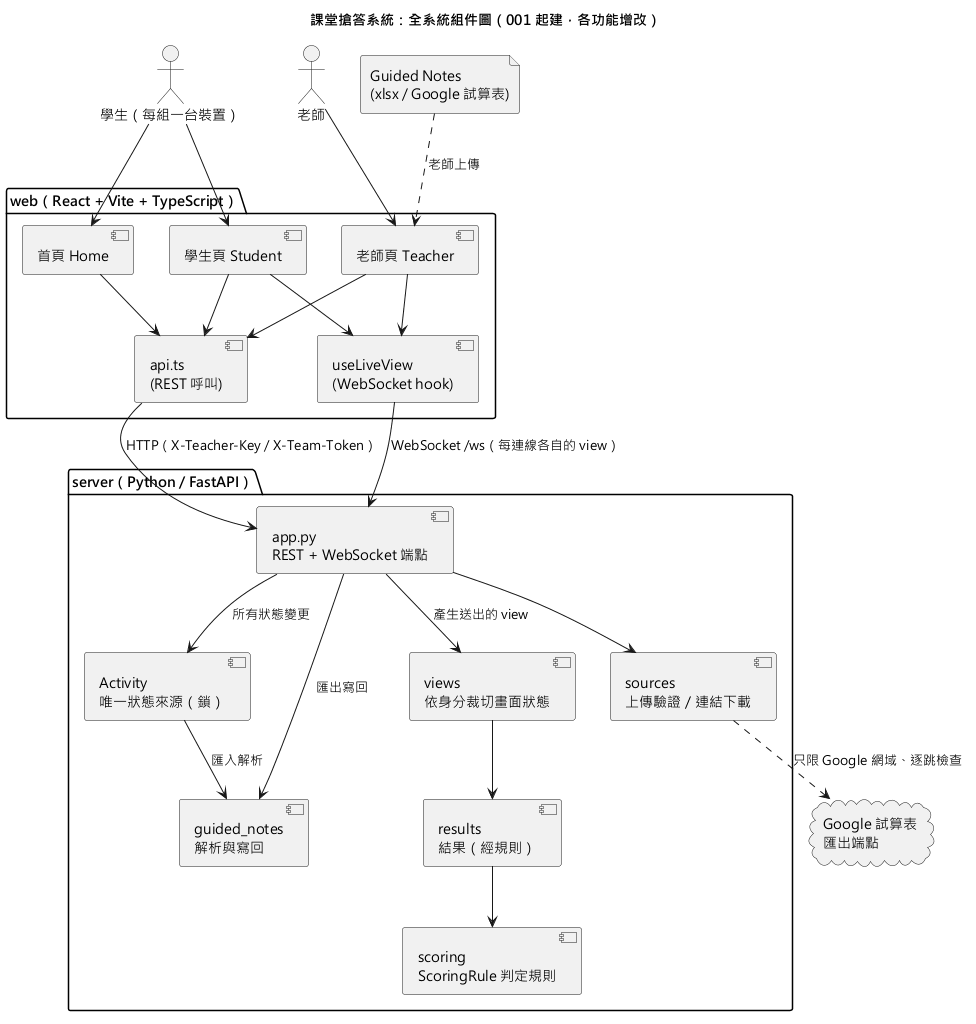 課堂搶答系統：全系統組件圖（001 起建，各功能增改）
學生（每組一台裝置）
老師
Guided Notes
(xlsx / Google 試算表)
老師上傳
web（React + Vite + TypeScript）
首頁 Home
學生頁 Student
老師頁 Teacher
api.ts
(REST 呼叫)
useLiveView
(WebSocket hook)
HTTP（X-Teacher-Key / X-Team-Token）
WebSocket /ws（每連線各自的 view）
server（Python / FastAPI）
app.py
REST + WebSocket 端點
所有狀態變更
產生送出的 view
匯出寫回
Activity
唯一狀態來源（鎖）
views
依身分裁切畫面狀態
sources
上傳驗證 / 連結下載
匯入解析
只限 Google 網域、逐跳檢查
guided_notes
解析與寫回
results
結果（經規則）
Google 試算表
匯出端點
scoring
ScoringRule 判定規則